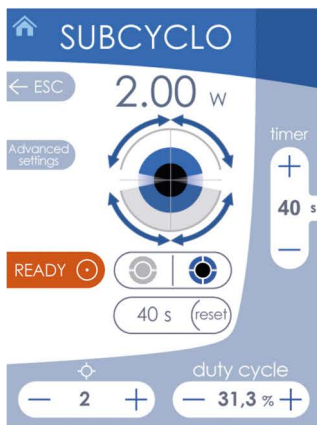 SUBCYCLO
← ESC
2.00 W
Advanced
settings
timer
+
40 s
−
READY
40 s (reset
duty cycle
− 2 +
− 31,3 % +